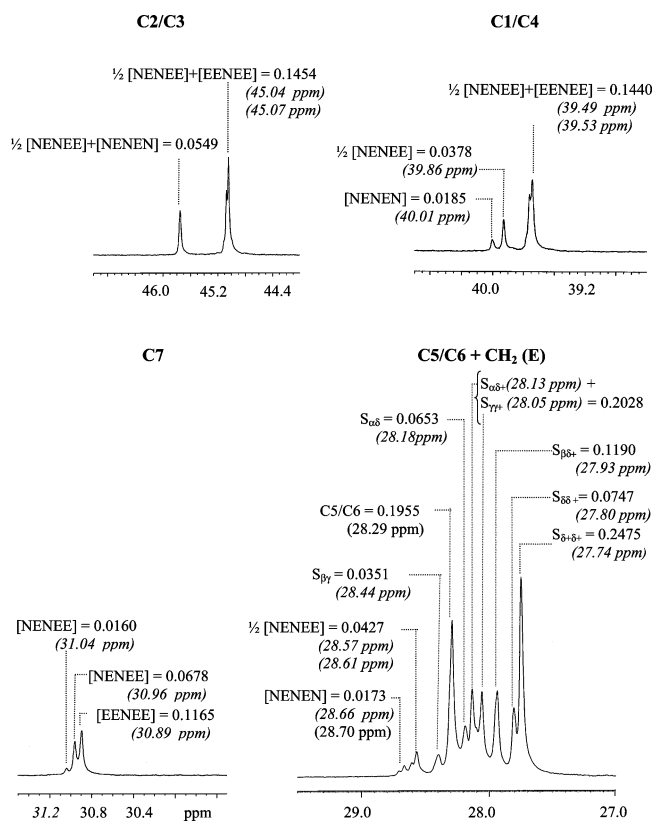 C2/C3
½ [NENEE]+[EENEE] = 0.1454
(45.04 ppm)
(45.07 ppm)
½ [NENEE]+[NENEN] = 0.0549
46.0 45.2 44.4
C1/C4
½ [NENEE]+[EENEE] = 0.1440
(39.49 ppm)
(39.53 ppm)
½ [NENEE] = 0.0378
(39.86 ppm)
[NENEN] = 0.0185
(40.01 ppm)
40.0 39.2
C7
[NENEE] = 0.0160
(31.04 ppm)
[NENEE] = 0.0678
(30.96 ppm)
[EENEE] = 0.1165
(30.89 ppm)
31.2 30.8 30.4 ppm
C5/C6 + CH₂ (E)
Sαδ+ (28.13 ppm) +
Sγγ+ (28.05 ppm) = 0.2028
Sαδ = 0.0653
(28.18ppm)
Sβδ+ = 0.1190
(27.93 ppm)
Sδδ + = 0.0747
(27.80 ppm)
Sδ+δ+ = 0.2475
(27.74 ppm)
C5/C6 = 0.1955
(28.29 ppm)
Sβγ = 0.0351
(28.44 ppm)
½ [NENEE] = 0.0427
(28.57 ppm)
(28.61 ppm)
[NENEN] = 0.0173
(28.66 ppm)
(28.70 ppm)
29.0 28.0 27.0